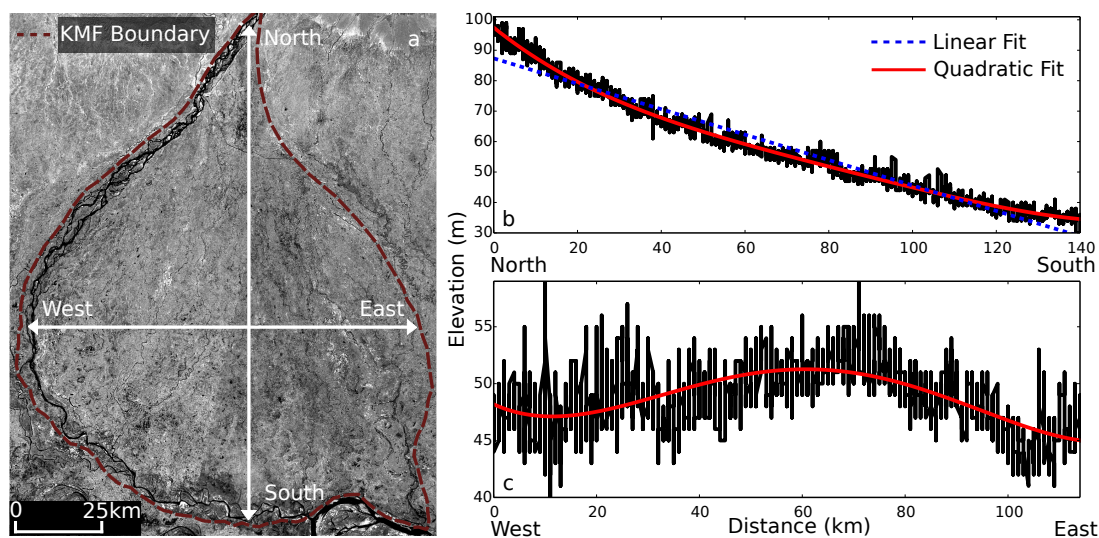 KMF Boundary
a
North
West
East
South
0 25km
Elevation (m)
100
90
80
70
60
50
40
30
Linear Fit
Quadratic Fit
b
0 20 40 60 80 100 120 140
North South
55
50
45
40
c
0 20 40 60 80 100
West Distance (km) East